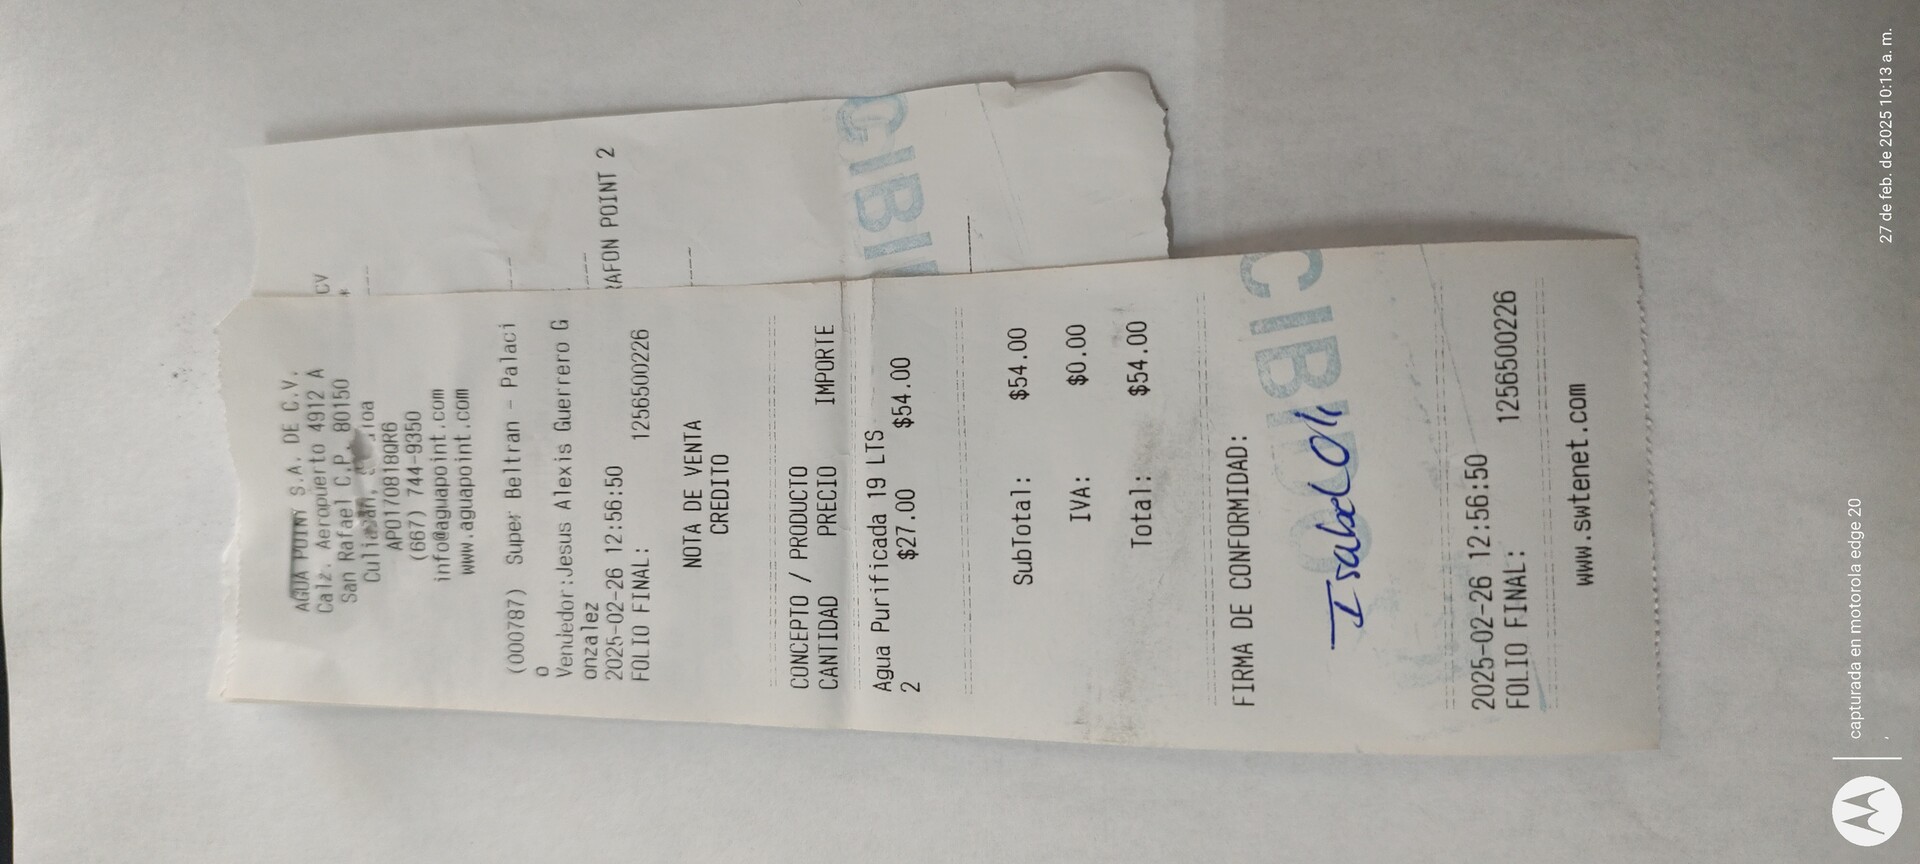 AGUA POINT S.A. DE C.V.
Calz. Aeropuerto 4912 A
San Rafael C.P. 80150
Culiacan,
APO170818QR6
(667) 744-9350
info@aguapoint.com
www.aguapoint.com
(000787) Super Beltran - Palaci
o
Vendedor:Jesus Alexis Guerrero G
onzalez
2025-02-26 12:56:50
FOLIO FINAL: 1256500226
NOTA DE VENTA
CREDITO
CONCEPTO / PRODUCTO
CANTIDAD PRECIO IMPORTE
Agua Purificada 19 LTS
2 $27.00 $54.00
SubTotal: $54.00
IVA: $0.00
Total: $54.00
FIRMA DE CONFORMIDAD:
CIBIDO
2025-02-26 12:56:50
FOLIO FINAL: 1256500226
www.swtenet.com
CV
*
RAFON POINT 2
CIBI
capturada en motorola edge 20
27 de feb. de 2025 10:13 a. m.